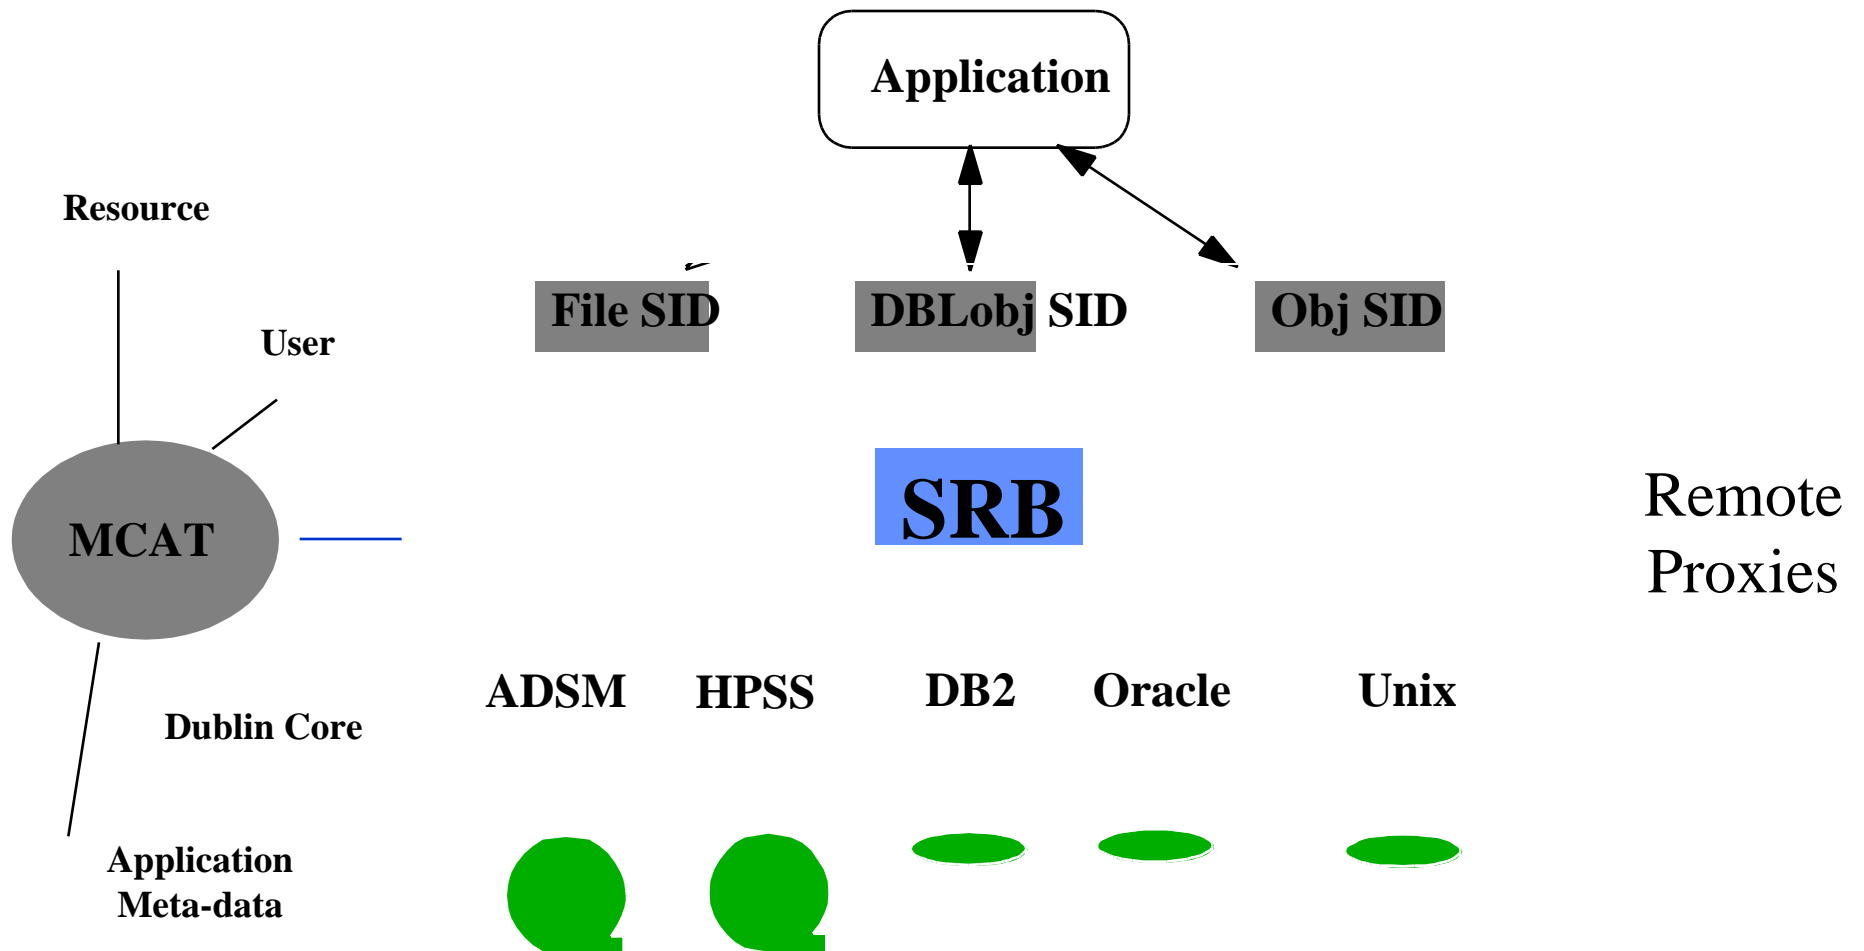 Application
Resource
File SID
DBLobj SID
Obj SID
User
SRB
Remote
Proxies
MCAT
ADSM
HPSS
DB2
Oracle
Unix
Dublin Core
Application
Meta-data